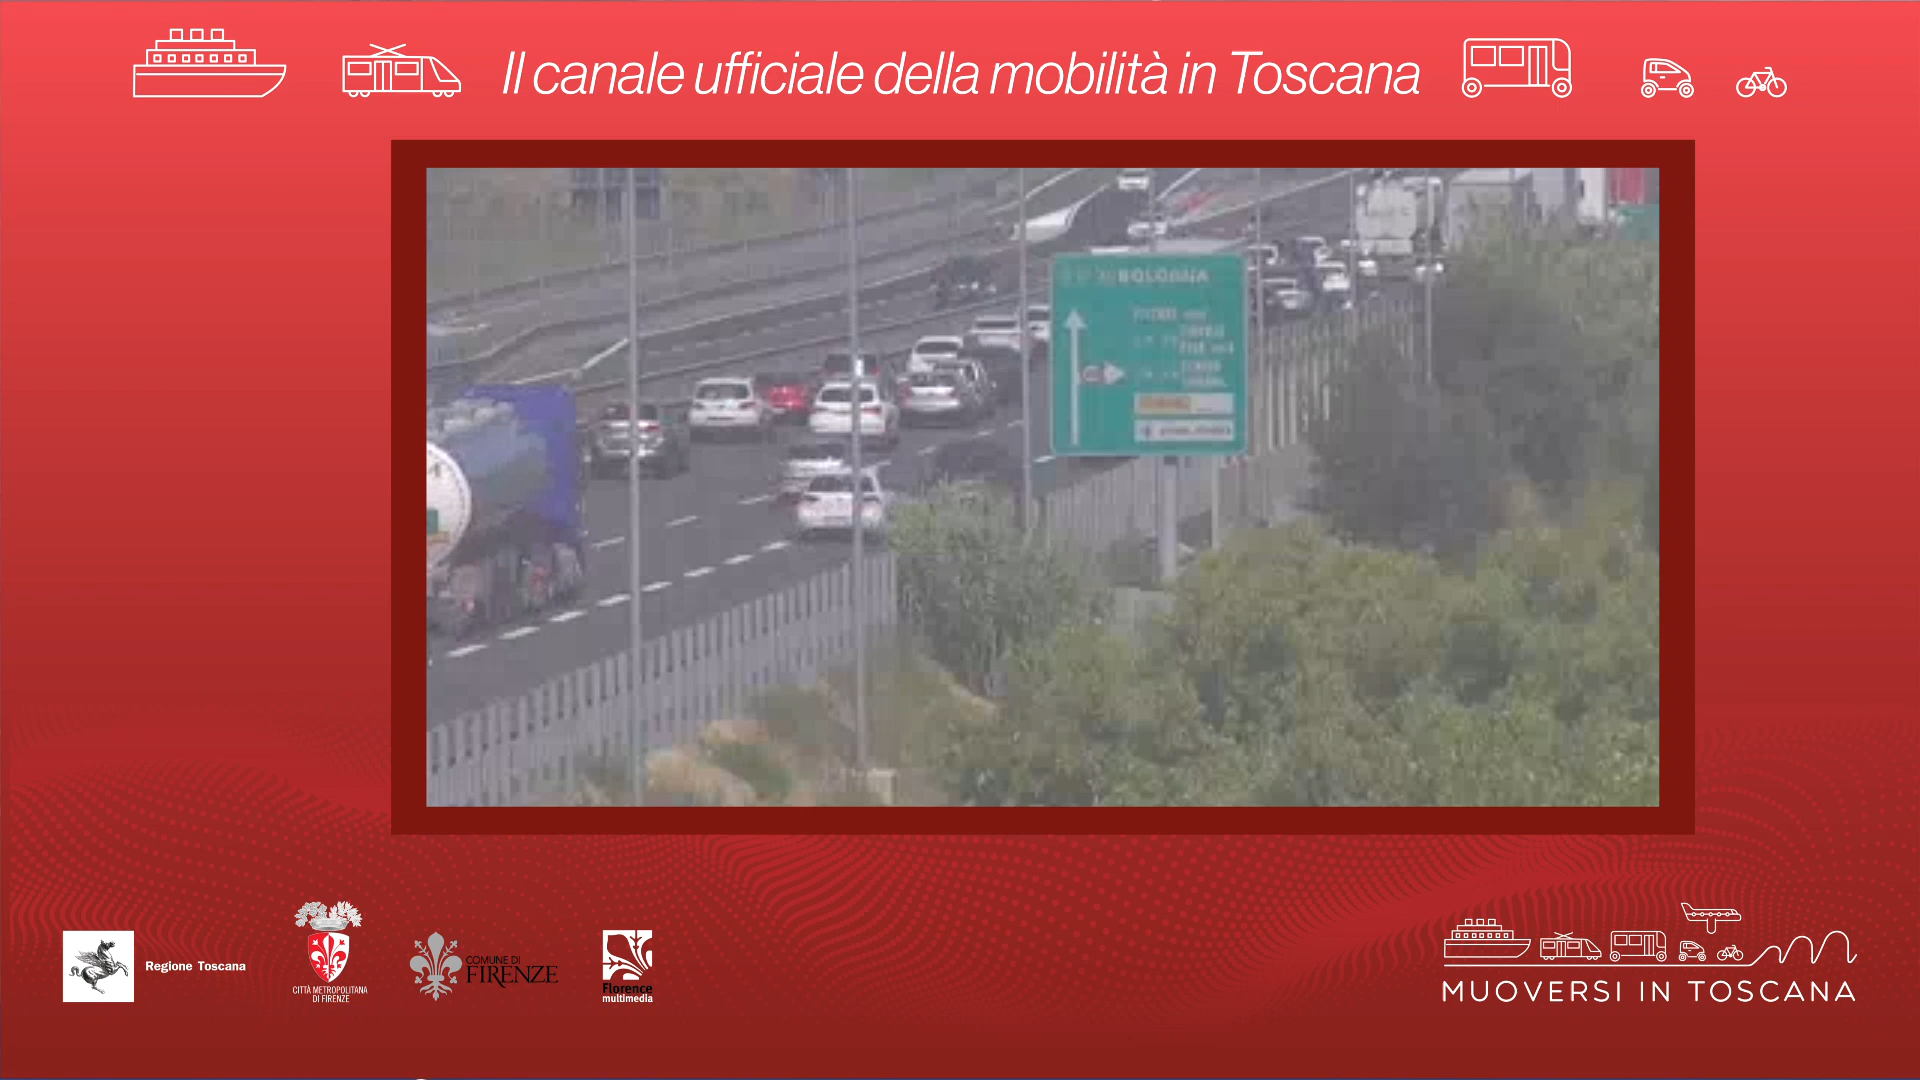 Il canale ufficiale della mobilità in Toscana
BOLOGNA
Regione Toscana
CITTÀ METROPOLITANA
DI FIRENZE
COMUNE DI
FIRENZE
Florence
multimedia
MUOVERSI IN TOSCANA